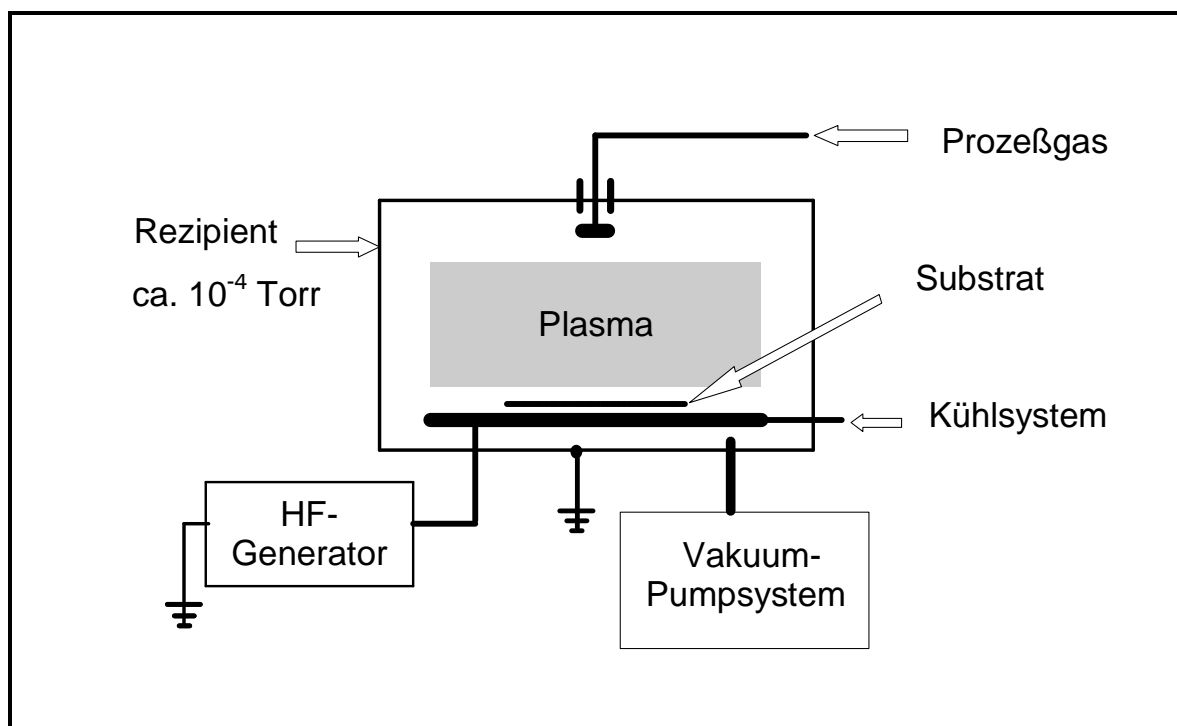 Prozeßgas
Rezipient
ca. 10⁻⁴ Torr
Substrat
Plasma
Kühlsystem
HF-
Generator
Vakuum-
Pumpsystem